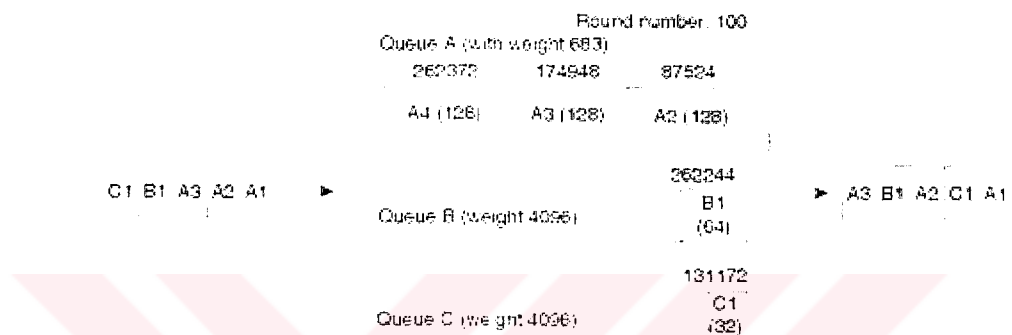 Round number: 100
Queue A (with weight 683)
262372 174948 87524
A4 (128) A3 (128) A2 (128)
262244
C1 B1 A3 A2 A1
B1
A3 B1 A2 C1 A1
Queue B (weight 4096)
(64)
131172
C1
Queue C (weight 4096)
(32)